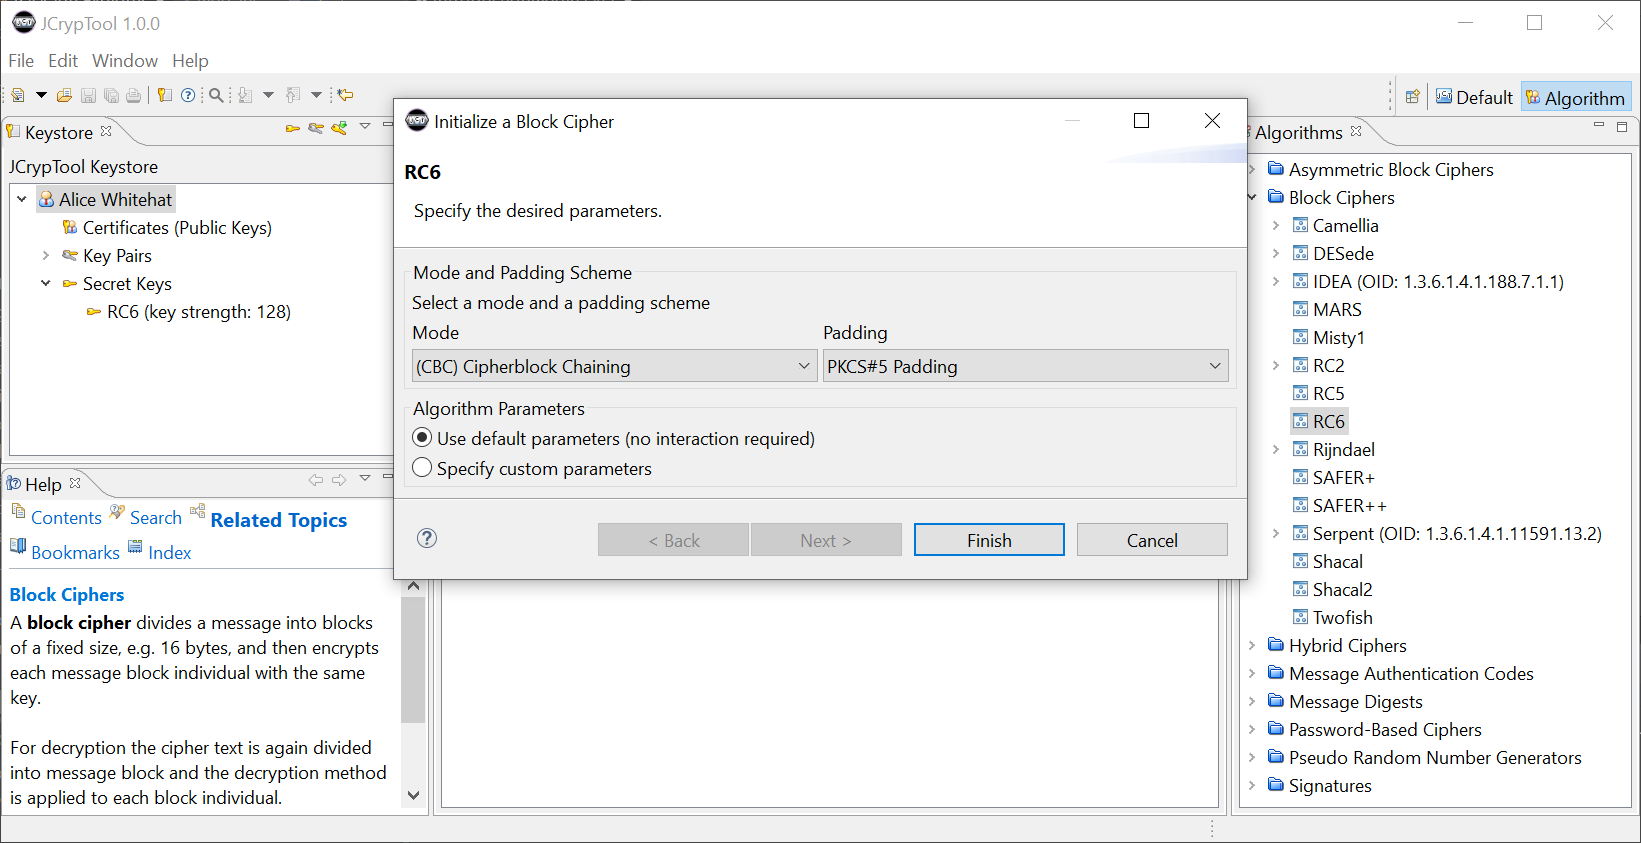 JCrypTool 1.0.0
File Edit Window Help
Default Algorithm
Keystore
JCrypTool Keystore
Alice Whitehat
Certificates (Public Keys)
Key Pairs
Secret Keys
RC6 (key strength: 128)
Help
Contents Search Related Topics
Bookmarks Index
Block Ciphers
A block cipher divides a message into blocks
of a fixed size, e.g. 16 bytes, and then encrypts
each message block individual with the same
key.
For decryption the cipher text is again divided
into message block and the decryption method
is applied to each block individual.
Initialize a Block Cipher
RC6
Specify the desired parameters.
Mode and Padding Scheme
Select a mode and a padding scheme
Mode Padding
(CBC) Cipherblock Chaining PKCS#5 Padding
Algorithm Parameters
Use default parameters (no interaction required)
Specify custom parameters
< Back Next > Finish Cancel
Algorithms
Asymmetric Block Ciphers
Block Ciphers
Camellia
DESede
IDEA (OID: 1.3.6.1.4.1.188.7.1.1)
MARS
Misty1
RC2
RC5
RC6
Rijndael
SAFER+
SAFER++
Serpent (OID: 1.3.6.1.4.1.11591.13.2)
Shacal
Shacal2
Twofish
Hybrid Ciphers
Message Authentication Codes
Message Digests
Password-Based Ciphers
Pseudo Random Number Generators
Signatures